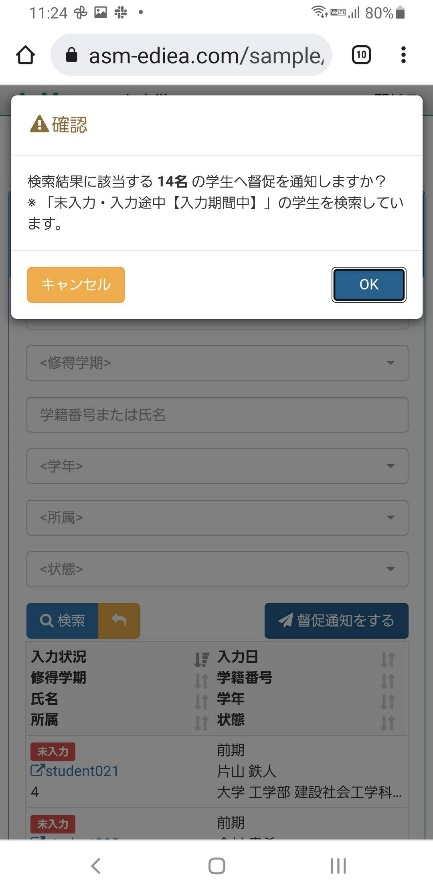 11:24
80%
asm-ediea.com/sample/
10
確認
検索結果に該当する 14名 の学生へ督促を通知しますか？
※「未入力・入力途中【入力期間中】」の学生を検索してい
ます。
キャンセル
OK
<修得学期>
学籍番号または氏名
<学年>
<所属>
<状態>
検索
督促通知をする
入力状況 入力日
修得学期 学籍番号
氏名 学年
所属 状態
未入力 前期
student021 片山 鉄人
4 大学 工学部 建設社会工学科...
未入力 前期